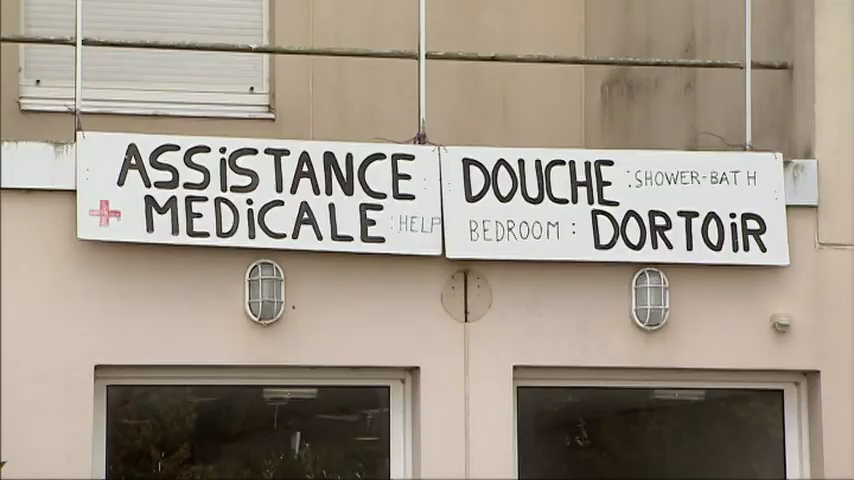 ASSiSTANCE
MEDiCALE : HELP
DOUCHE : SHOWER-BATH
BEDROOM : DORTOiR